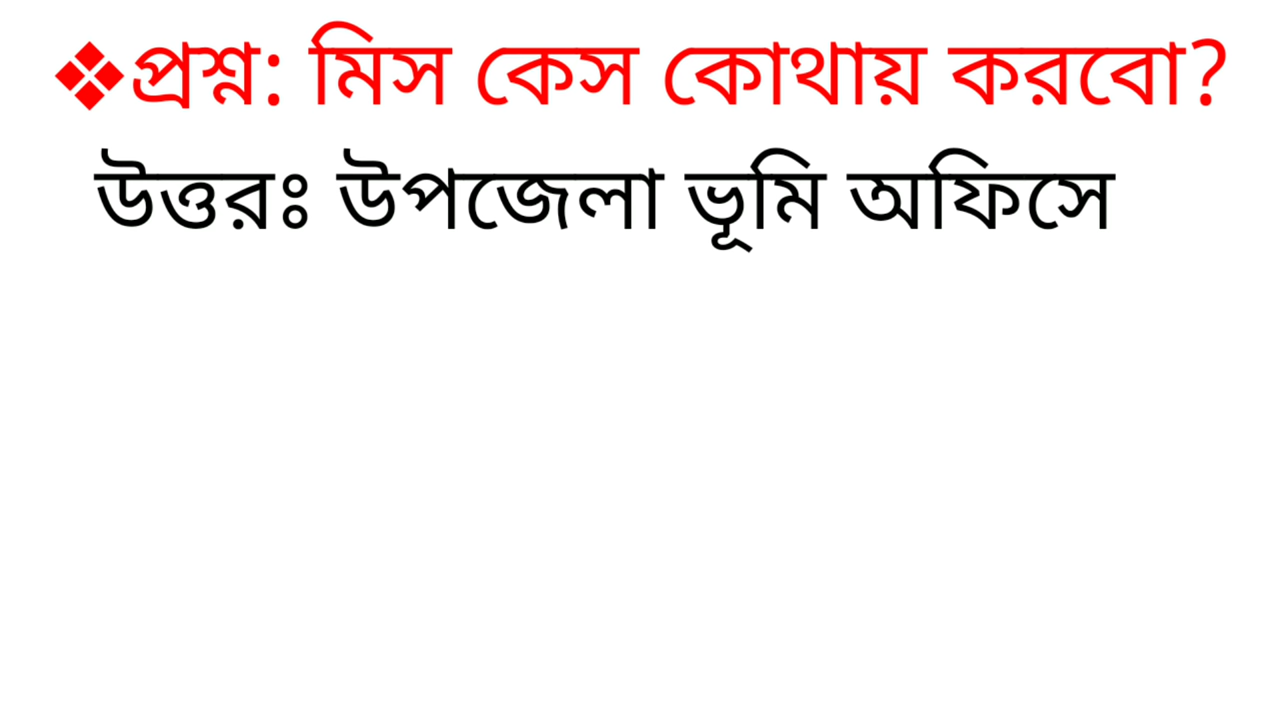 ❖প্রশ্ন: মিস কেস কোথায় করবো?
উত্তরঃ উপজেলা ভূমি অফিসে